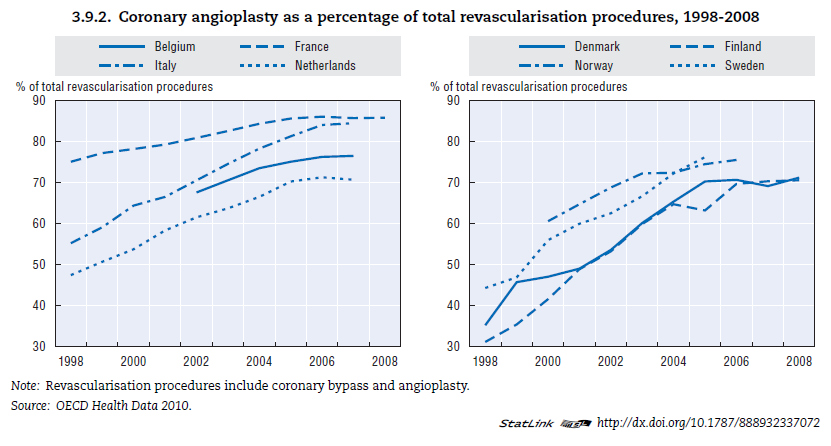 3.9.2. Coronary angioplasty as a percentage of total revascularisation procedures, 1998-2008
Belgium France
Italy Netherlands
% of total revascularisation procedures
90
80
70
60
50
40
30
1998 2000 2002 2004 2006 2008
Denmark Finland
Norway Sweden
% of total revascularisation procedures
90
80
70
60
50
40
30
1998 2000 2002 2004 2006 2008
Note: Revascularisation procedures include coronary bypass and angioplasty.
Source: OECD Health Data 2010.
StatLink http://dx.doi.org/10.1787/888932337072